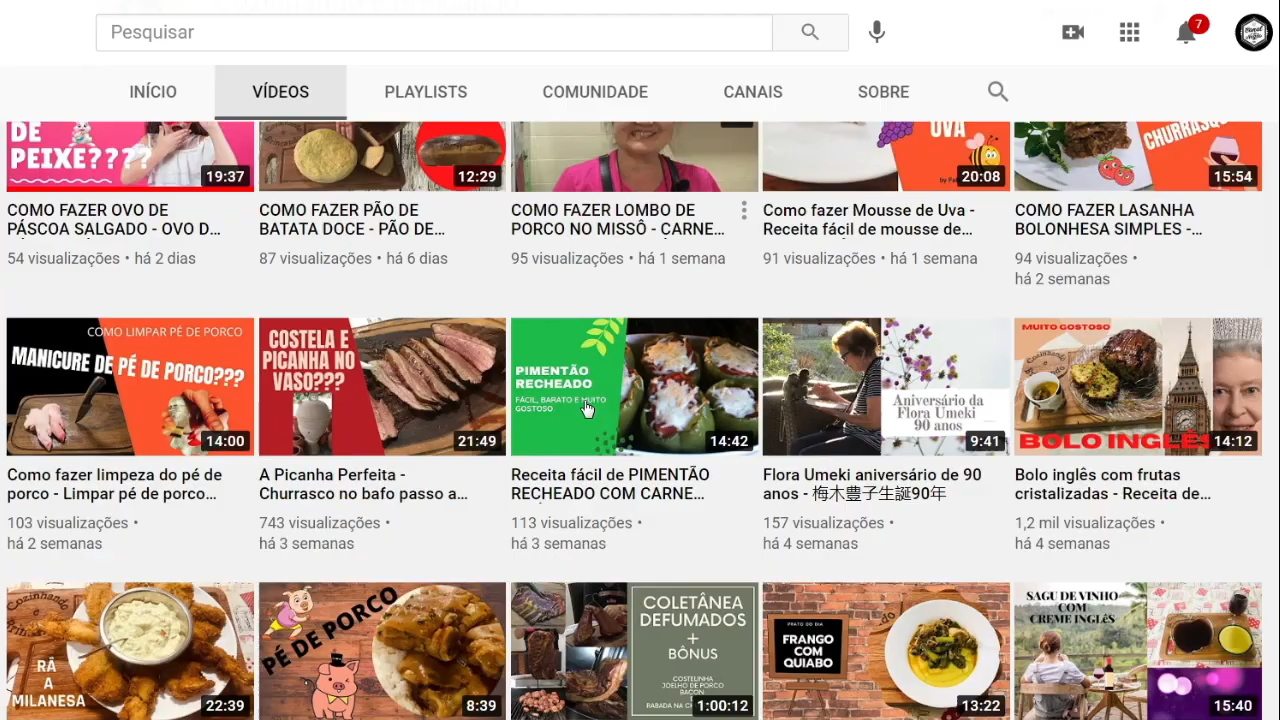 Pesquisar
7
INÍCIO
VÍDEOS
PLAYLISTS
COMUNIDADE
CANAIS
SOBRE
DE
PEIXE????
19:37
12:29
UVA
20:08
CHURRASQ
15:54
COMO FAZER OVO DE
PÁSCOA SALGADO - OVO D...
54 visualizações • há 2 dias
COMO FAZER PÃO DE
BATATA DOCE - PÃO DE...
87 visualizações • há 6 dias
COMO FAZER LOMBO DE
PORCO NO MISSÔ - CARNE...
95 visualizações • há 1 semana
Como fazer Mousse de Uva -
Receita fácil de mousse de...
91 visualizações • há 1 semana
COMO FAZER LASANHA
BOLONHESA SIMPLES -...
94 visualizações •
há 2 semanas
COMO LIMPAR PÉ DE PORCO
MANICURE DE PÉ DE PORCO???
14:00
COSTELA E
PICANHA NO
VASO???
21:49
PIMENTÃO
RECHEADO
FÁCIL, BARATO E MUITO
GOSTOSO
14:42
Aniversário da
Flora Umeki
90 anos
9:41
MUITO GOSTOSO
Cozinhando
BOLO INGLÊS
14:12
Como fazer limpeza do pé de
porco - Limpar pé de porco...
103 visualizações •
há 2 semanas
A Picanha Perfeita -
Churrasco no bafo passo a...
743 visualizações •
há 3 semanas
Receita fácil de PIMENTÃO
RECHEADO COM CARNE...
113 visualizações •
há 3 semanas
Flora Umeki aniversário de 90
anos - 梅木豊子生誕90年
157 visualizações •
há 4 semanas
Bolo inglês com frutas
cristalizadas - Receita de...
1,2 mil visualizações •
há 4 semanas
Cozinhando
e
RÃ
A
MILANESA
22:39
PÉ DE PORCO
8:39
COLETÂNEA
DEFUMADOS
+
BÔNUS
COSTELINHA
JOELHO DE PORCO
BACON
1:00:12
PRATO DO DIA
FRANGO
COM
QUIABO
do
13:22
SAGU DE VINHO
COM
CREME INGLêS
15:40